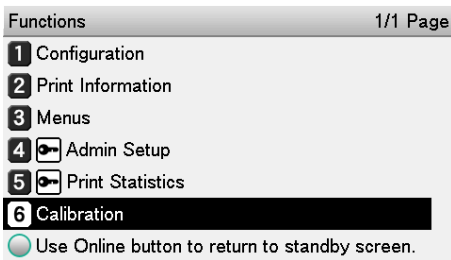 Functions 1/1 Page
1 Configuration
2 Print Information
3 Menus
4 Admin Setup
5 Print Statistics
6 Calibration
Use Online button to return to standby screen.